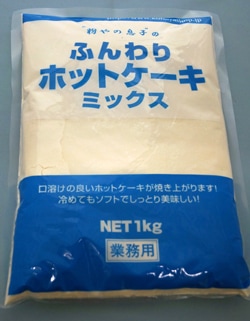 "粉やの息子"の
ふんわり
ホットケーキ
ミックス
口溶けの良いホットケーキが焼き上がります!
冷めてもソフトでしっとり美味しい!
NET1kg
業務用